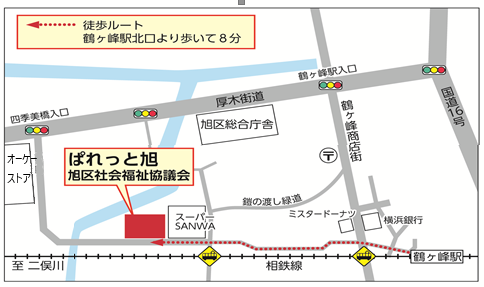 徒歩ルート
鶴ヶ峰駅北口より歩いて８分
鶴ヶ峰駅入口
四季美橋入口
厚木街道
国道16号
旭区総合庁舎
鶴ヶ峰商店街
〒
オーケー
ストア
ぱれっと旭
旭区社会福祉協議会
鎧の渡し緑道
スーパー
SANWA
ミスタードーナツ
横浜銀行
鶴ヶ峰駅
至 二俣川
相鉄線